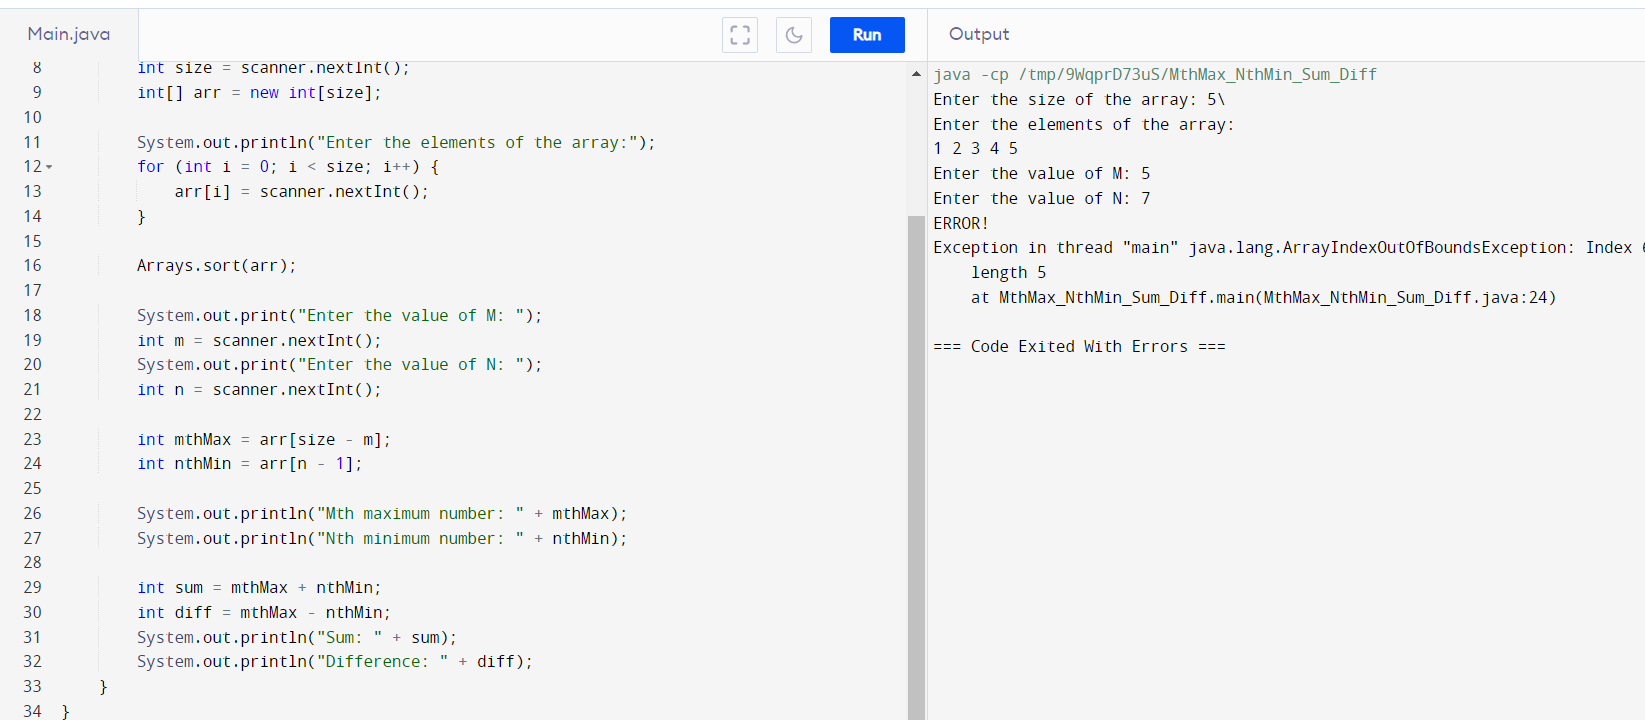 Main.java
Run
Output
8 int size = scanner.nextInt();
9 int[] arr = new int[size];
10
11 System.out.println("Enter the elements of the array:");
12 for (int i = 0; i < size; i++) {
13 arr[i] = scanner.nextInt();
14 }
15
16 Arrays.sort(arr);
17
18 System.out.print("Enter the value of M: ");
19 int m = scanner.nextInt();
20 System.out.print("Enter the value of N: ");
21 int n = scanner.nextInt();
22
23 int mthMax = arr[size - m];
24 int nthMin = arr[n - 1];
25
26 System.out.println("Mth maximum number: " + mthMax);
27 System.out.println("Nth minimum number: " + nthMin);
28
29 int sum = mthMax + nthMin;
30 int diff = mthMax - nthMin;
31 System.out.println("Sum: " + sum);
32 System.out.println("Difference: " + diff);
33 }
34 }
java -cp /tmp/9WqprD73uS/MthMax_NthMin_Sum_Diff
Enter the size of the array: 5\
Enter the elements of the array:
1 2 3 4 5
Enter the value of M: 5
Enter the value of N: 7
ERROR!
Exception in thread "main" java.lang.ArrayIndexOutOfBoundsException: Index
length 5
at MthMax_NthMin_Sum_Diff.main(MthMax_NthMin_Sum_Diff.java:24)
=== Code Exited With Errors ===